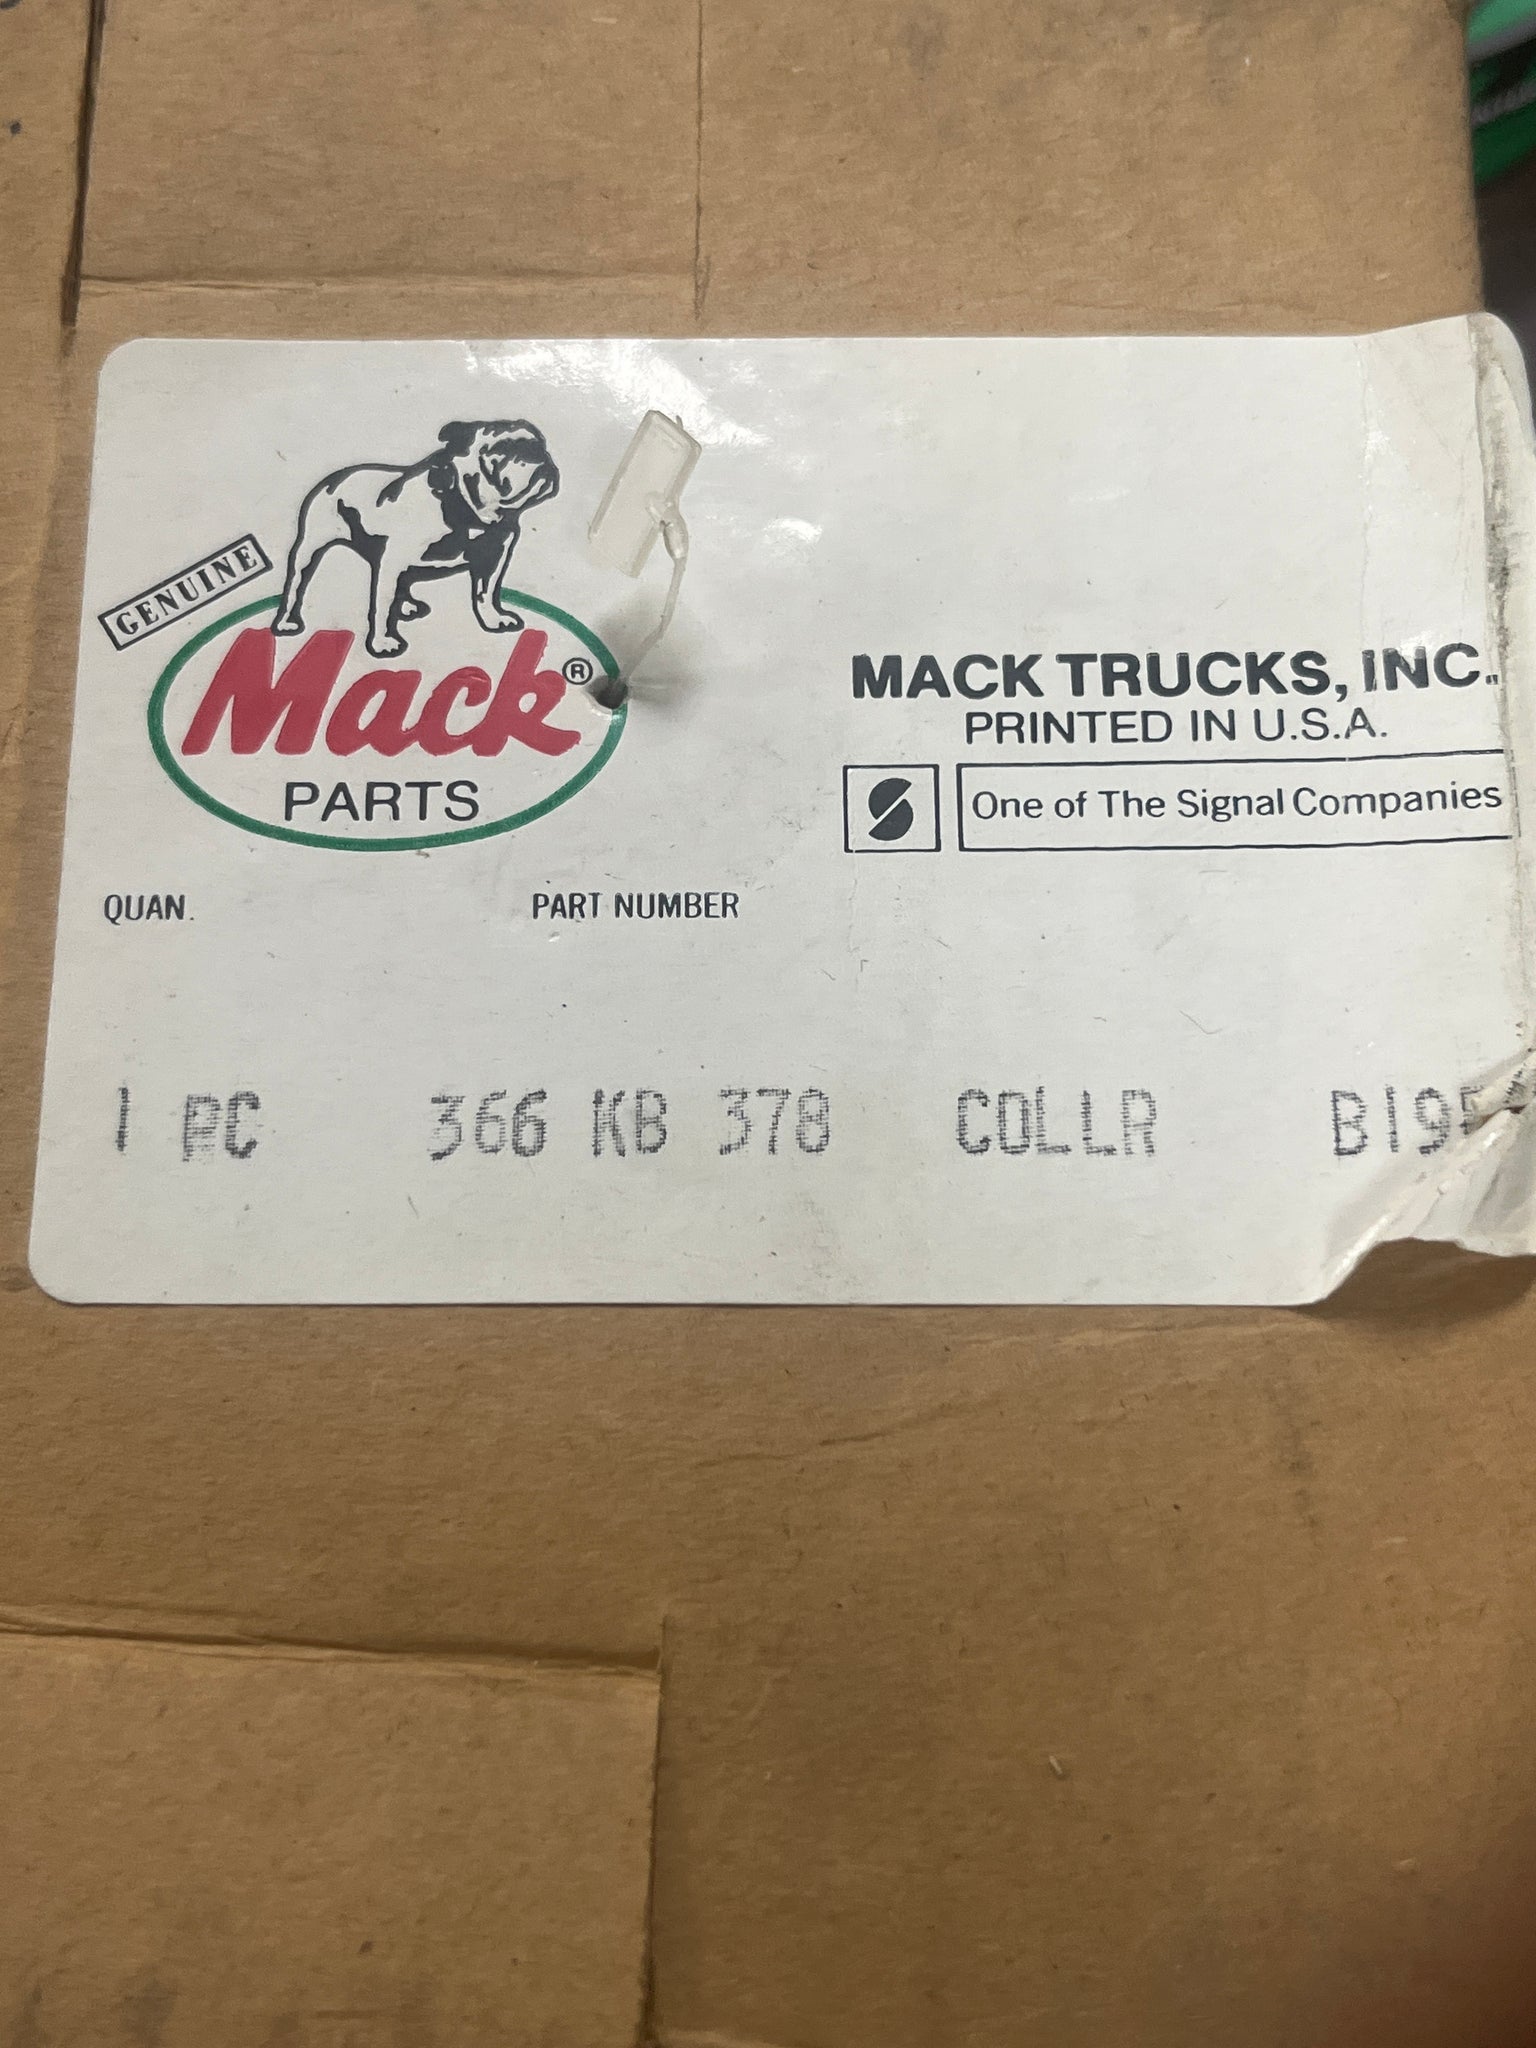 GENUINE
Mack®
PARTS
MACK TRUCKS, INC.
PRINTED IN U.S.A.
One of The Signal Companies
QUAN. PART NUMBER
1 PC 366 KB 378 COLLR